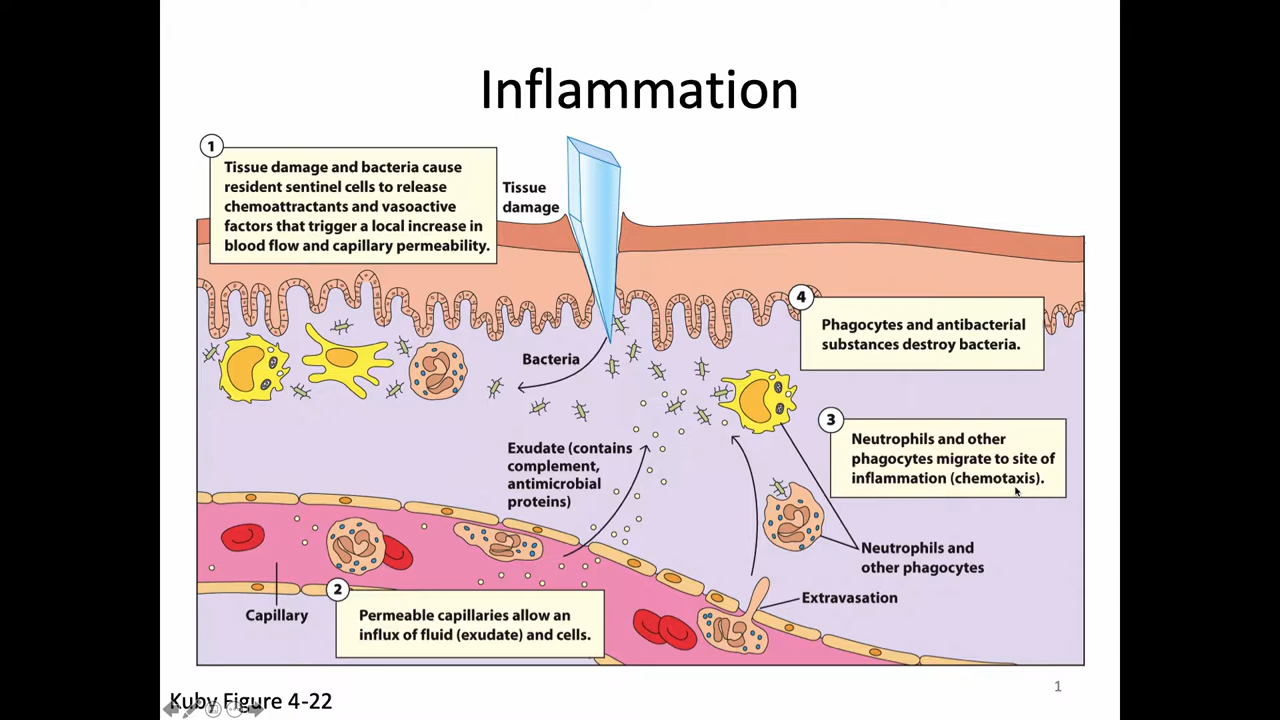 Inflammation
1
Tissue damage and bacteria cause
resident sentinel cells to release
chemoattractants and vasoactive
factors that trigger a local increase in
blood flow and capillary permeability.
Tissue
damage
4
Phagocytes and antibacterial
substances destroy bacteria.
Bacteria
3
Neutrophils and other
phagocytes migrate to site of
inflammation (chemotaxis).
Exudate (contains
complement,
antimicrobial
proteins)
Neutrophils and
other phagocytes
Extravasation
2
Permeable capillaries allow an
influx of fluid (exudate) and cells.
Capillary
1
Kuby Figure 4-22